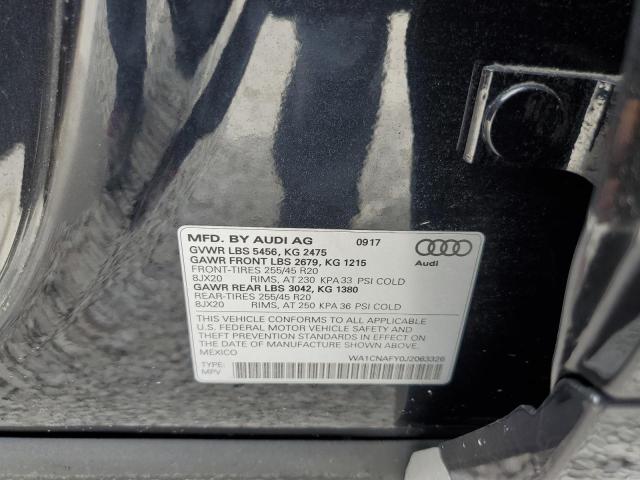 MFD. BY AUDI AG 0917
GVWR LBS 5456, KG 2475
GAWR FRONT LBS 2679, KG 1215
FRONT-TIRES 255/45 R20
8JX20 RIMS, AT 230 KPA 33 PSI COLD
GAWR REAR LBS 3042, KG 1380
REAR-TIRES 255/45 R20
8JX20 RIMS, AT 250 KPA 36 PSI COLD
Audi
THIS VEHICLE CONFORMS TO ALL APPLICABLE
U.S. FEDERAL MOTOR VEHICLE SAFETY AND
THEFT PREVENTION STANDARDS IN EFFECT ON THE
DATE OF MANUFACTURE SHOWN ABOVE.
MEXICO
WA1CNAFY0J2063326
TYPE:
MPV